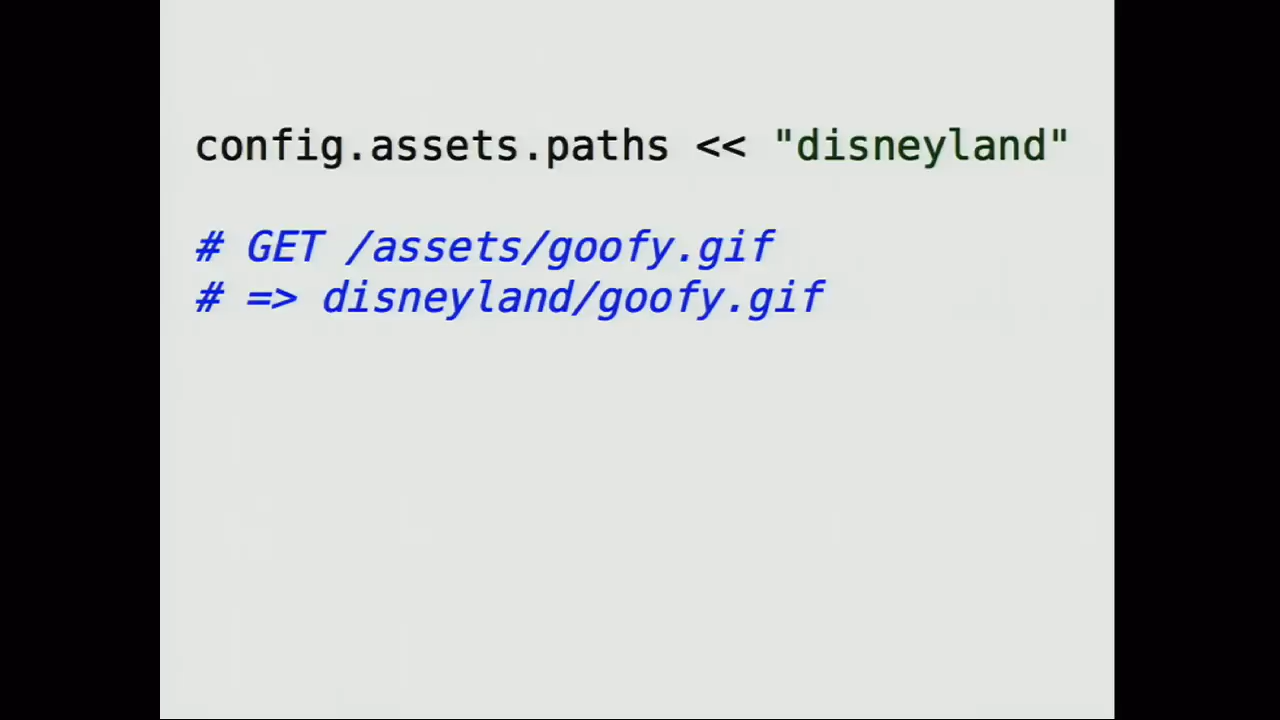 config.assets.paths << "disneyland"
# GET /assets/goofy.gif
# => disneyland/goofy.gif